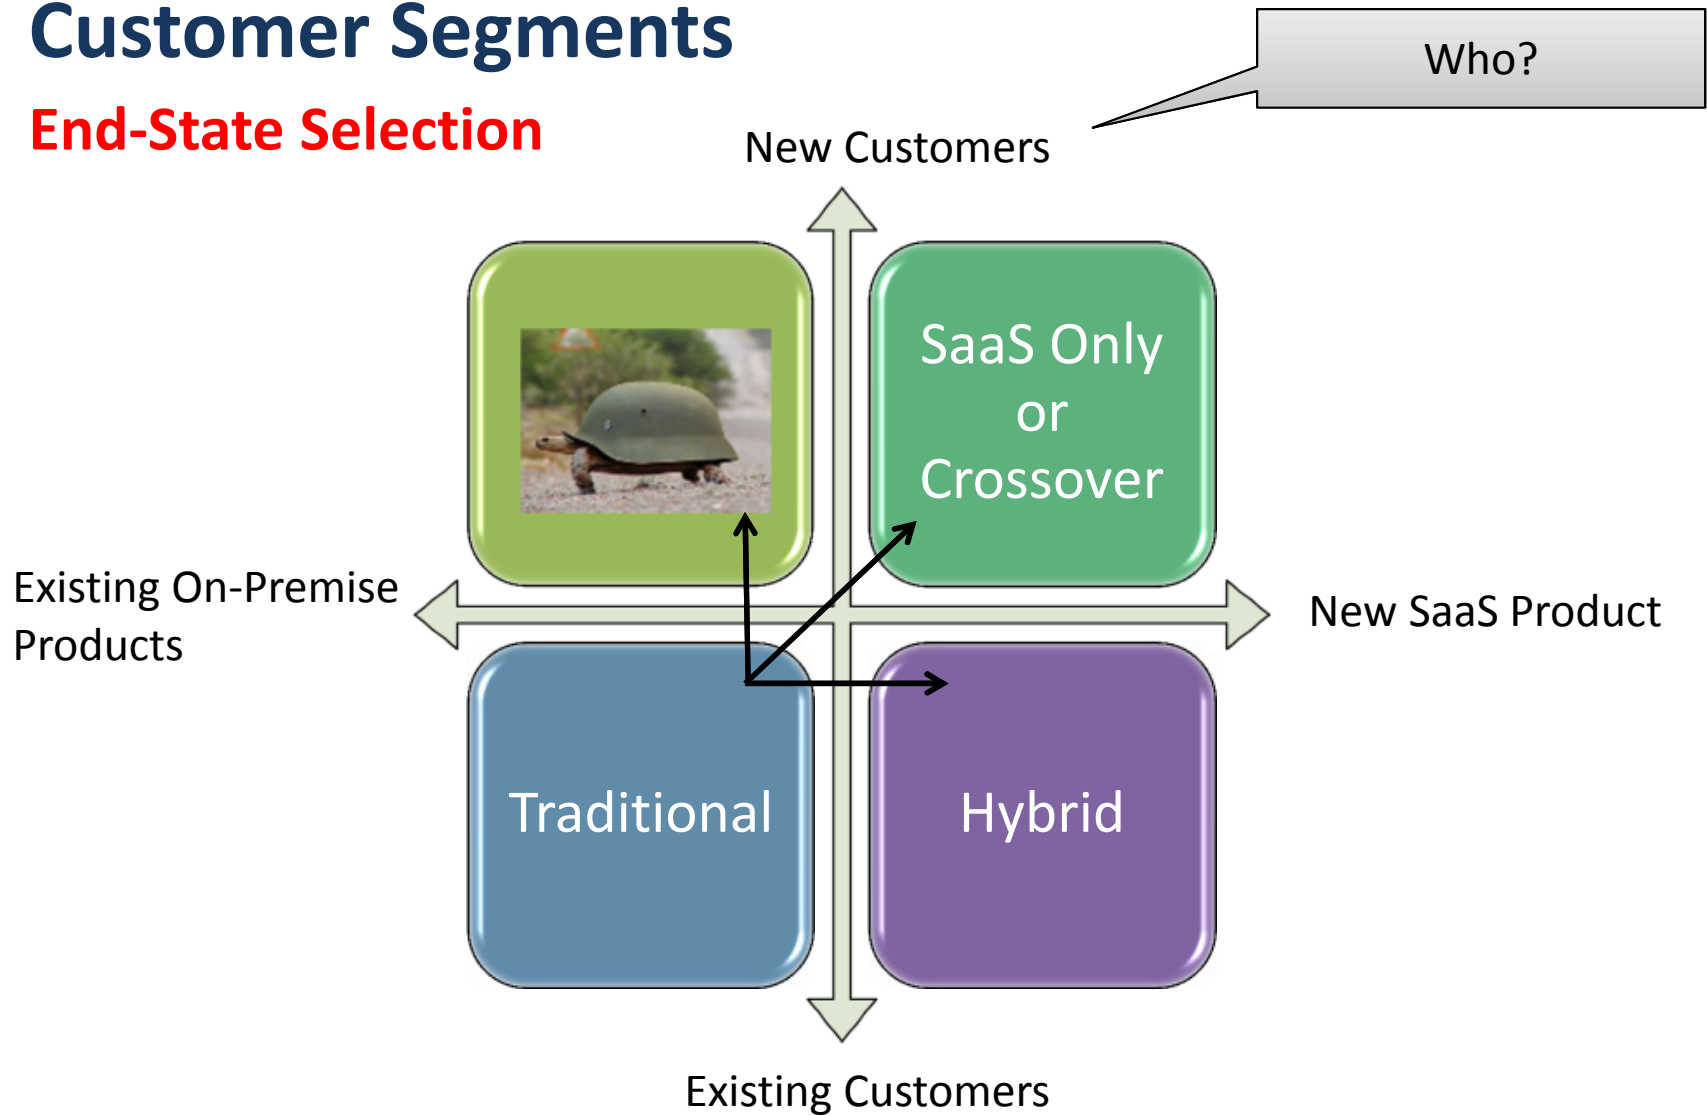 Customer Segments
Who?
End-State Selection
New Customers
SaaS Only
or
Crossover
Existing On-Premise
Products
New SaaS Product
Traditional
Hybrid
Existing Customers